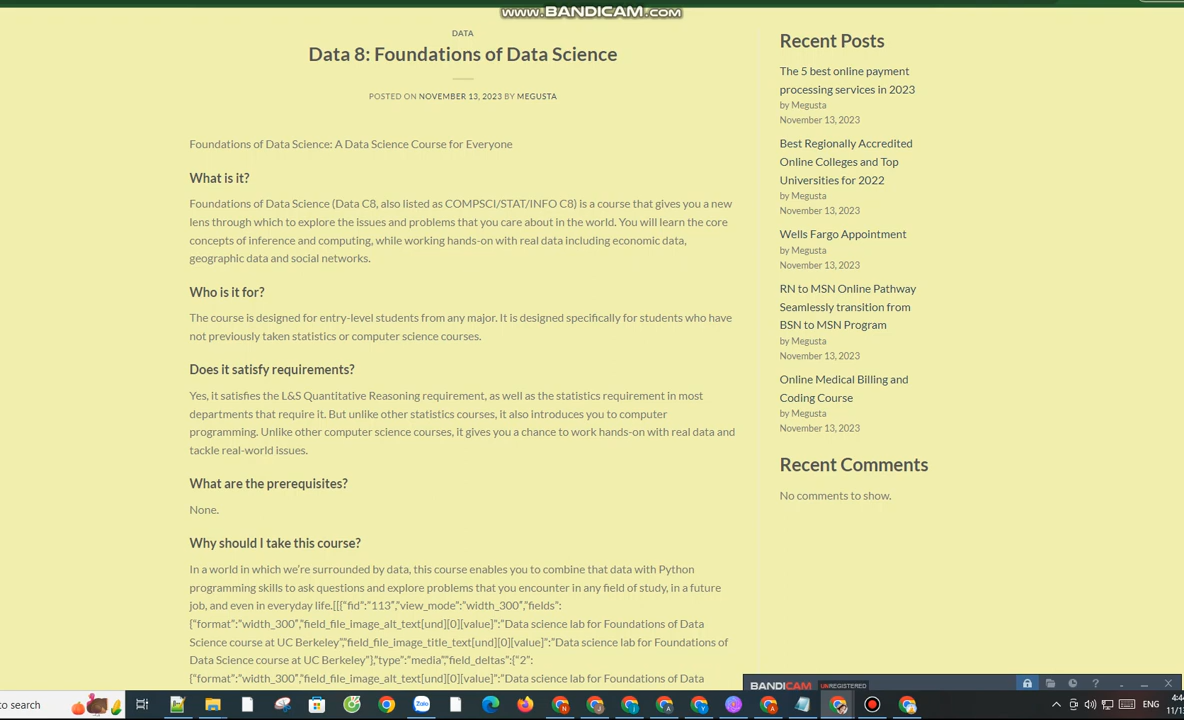 WWW.BANDICAM.COM
DATA
Data 8: Foundations of Data Science
POSTED ON NOVEMBER 13, 2023 BY MEGUSTA
Foundations of Data Science: A Data Science Course for Everyone
What is it?
Foundations of Data Science (Data C8, also listed as COMPSCI/STAT/INFO C8) is a course that gives you a new
lens through which to explore the issues and problems that you care about in the world. You will learn the core
concepts of inference and computing, while working hands-on with real data including economic data,
geographic data and social networks.
Who is it for?
The course is designed for entry-level students from any major. It is designed specifically for students who have
not previously taken statistics or computer science courses.
Does it satisfy requirements?
Yes, it satisfies the L&S Quantitative Reasoning requirement, as well as the statistics requirement in most
departments that require it. But unlike other statistics courses, it also introduces you to computer
programming. Unlike other computer science courses, it gives you a chance to work hands-on with real data and
tackle real-world issues.
What are the prerequisites?
None.
Why should I take this course?
In a world in which we're surrounded by data, this course enables you to combine that data with Python
programming skills to ask questions and explore problems that you encounter in any field of study, in a future
job, and even in everyday life.[[{"fid":"113","view_mode":"width_300","fields":
{"format":"width_300","field_file_image_alt_text[und][0][value]":"Data science lab for Foundations of Data
Science course at UC Berkeley","field_file_image_title_text[und][0][value]":"Data science lab for Foundations of
Data Science course at UC Berkeley"},"type":"media","field_deltas":{"2":
{"format":"width_300","field_file_image_alt_text[und][0][value]":"Data science lab for Foundations of Data
Recent Posts
The 5 best online payment
processing services in 2023
by Megusta
November 13, 2023
Best Regionally Accredited
Online Colleges and Top
Universities for 2022
by Megusta
November 13, 2023
Wells Fargo Appointment
by Megusta
November 13, 2023
RN to MSN Online Pathway
Seamlessly transition from
BSN to MSN Program
by Megusta
November 13, 2023
Online Medical Billing and
Coding Course
by Megusta
November 13, 2023
Recent Comments
No comments to show.
BANDICAM UNREGISTERED
to search
Zalo
ENG
4:4
11/1